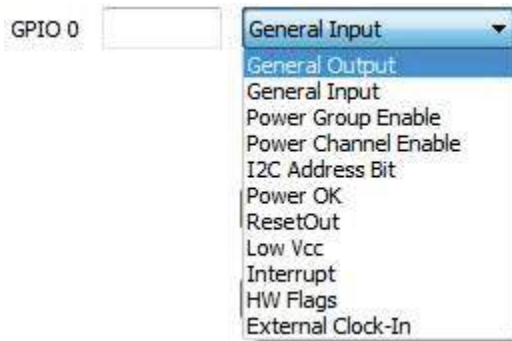 GPIO 0 General Input
General Output
General Input
Power Group Enable
Power Channel Enable
I2C Address Bit
Power OK
ResetOut
Low Vcc
Interrupt
HW Flags
External Clock-In